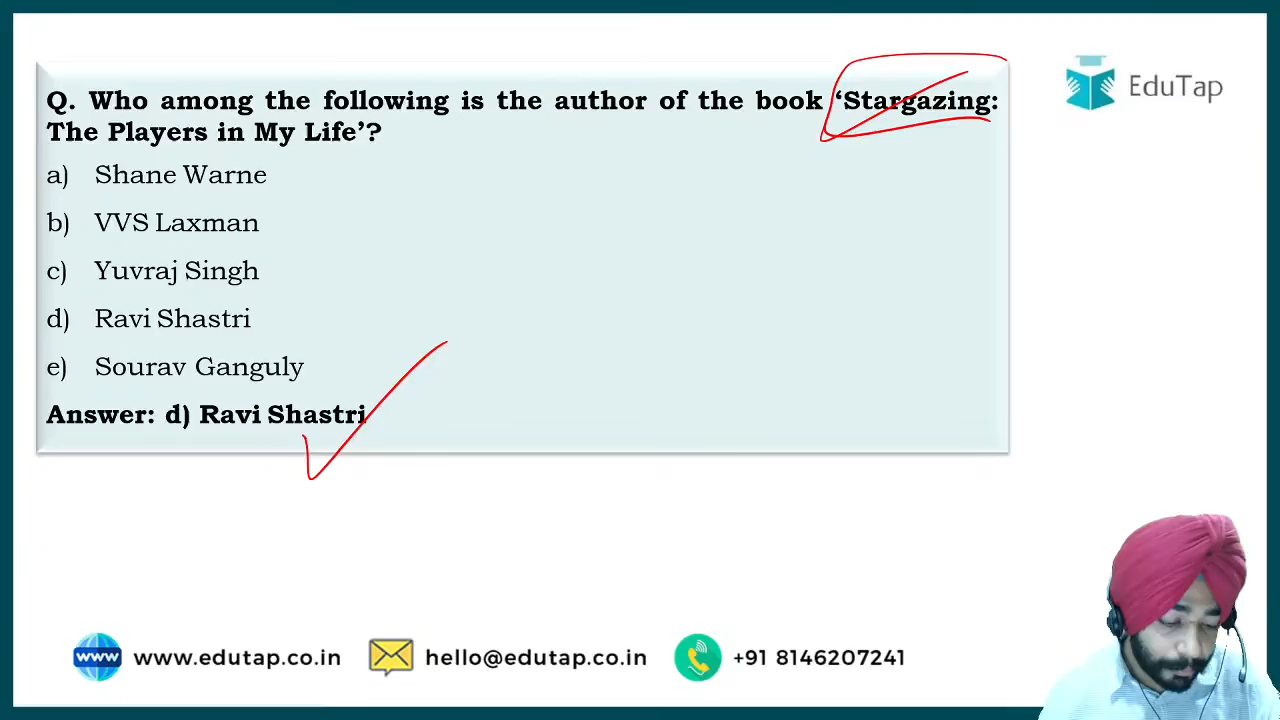 EduTap
Q. Who among the following is the author of the book ‘Stargazing:
The Players in My Life’?
a) Shane Warne
b) VVS Laxman
c) Yuvraj Singh
d) Ravi Shastri
e) Sourav Ganguly
Answer: d) Ravi Shastri
www www.edutap.co.in hello@edutap.co.in +91 8146207241